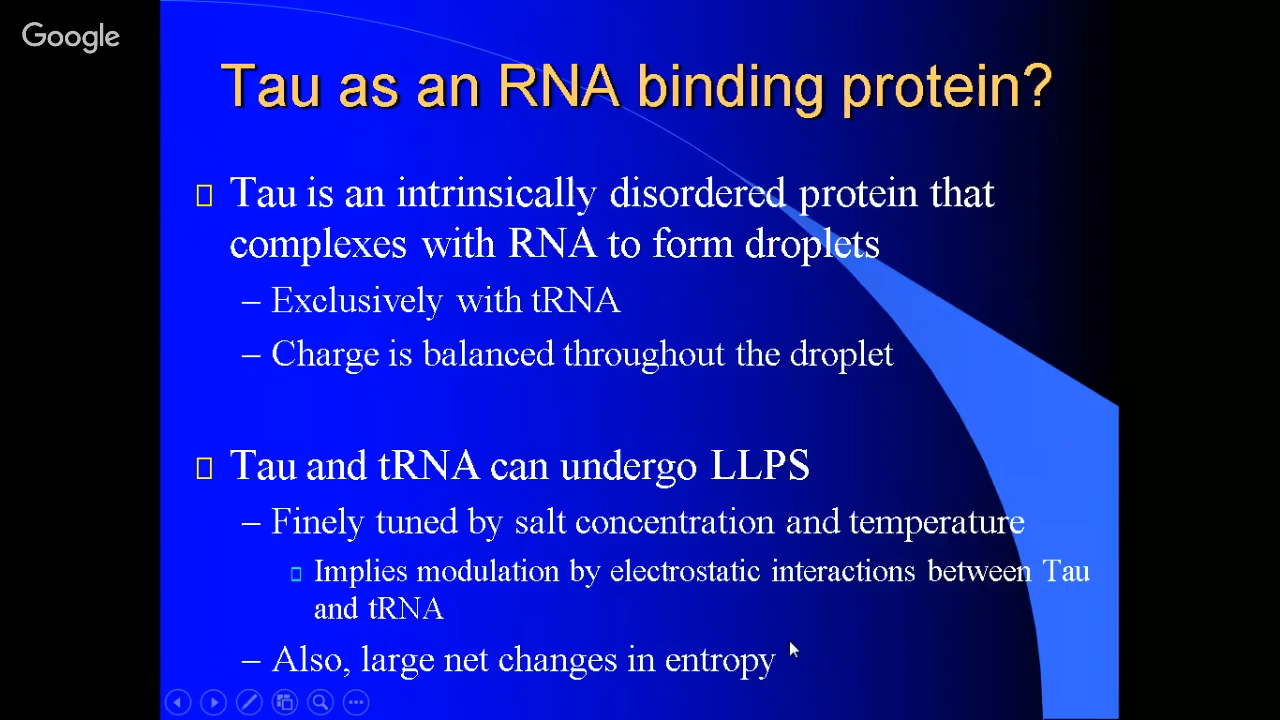 Google
Tau as an RNA binding protein?
Tau is an intrinsically disordered protein that
complexes with RNA to form droplets
– Exclusively with tRNA
– Charge is balanced throughout the droplet
Tau and tRNA can undergo LLPS
– Finely tuned by salt concentration and temperature
Implies modulation by electrostatic interactions between Tau
and tRNA
– Also, large net changes in entropy